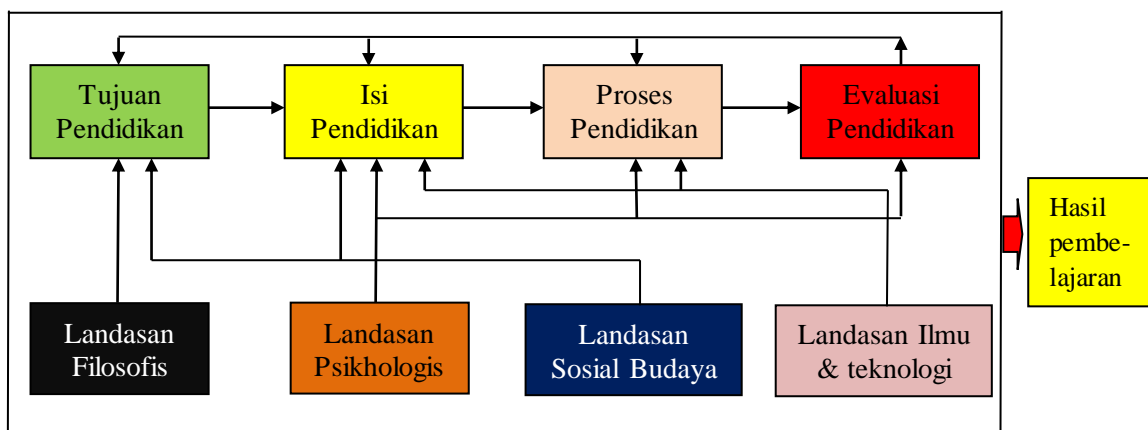 Tujuan
Pendidikan
Isi
Pendidikan
Proses
Pendidikan
Evaluasi
Pendidikan
Hasil
pembe-
lajaran
Landasan
Filosofis
Landasan
Psikhologis
Landasan
Sosial Budaya
Landasan Ilmu
& teknologi